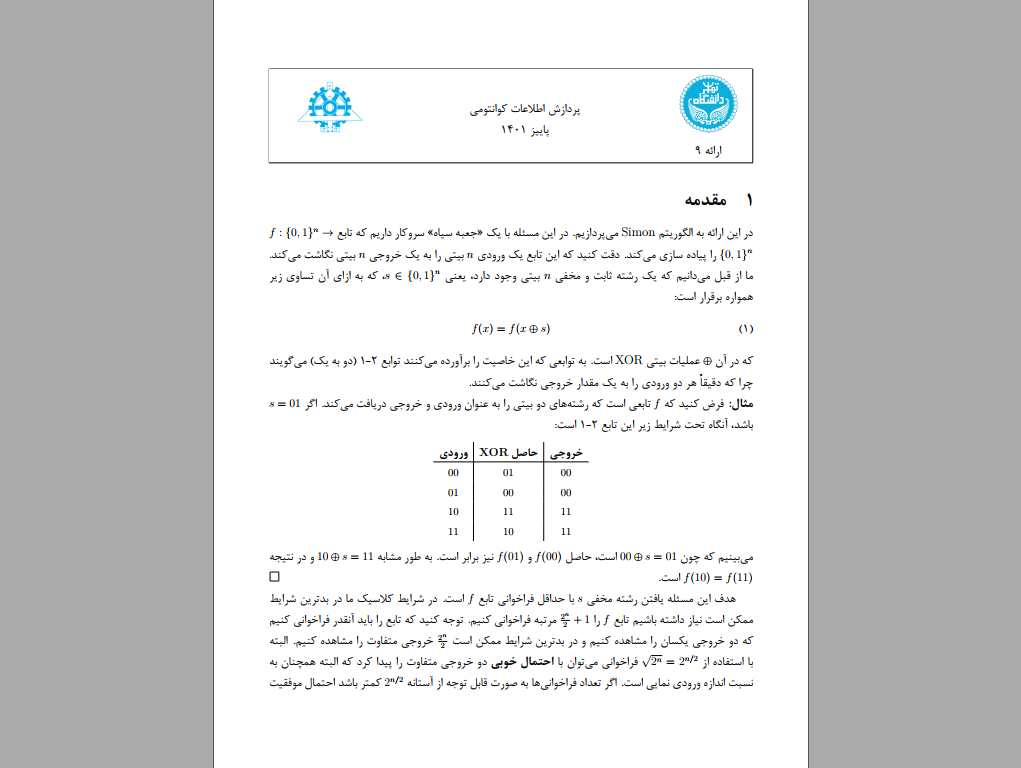 دانشگاه تهران
پردازش اطلاعات کوانتومی
پاییز ۱۴۰۱
ارائه ۹
۱ مقدمه
در این ارائه به الگوریتم Simon می‌پردازیم. در این مسئله با یک «جعبه سیاه» سروکار داریم که تابع f : {0, 1}ⁿ →
{0, 1}ⁿ را پیاده سازی می‌کند. دقت کنید که این تابع یک ورودی n بیتی را به یک خروجی n بیتی نگاشت می‌کند.
ما از قبل می‌دانیم که یک رشته ثابت و مخفی n بیتی وجود دارد، یعنی s ∈ {0, 1}ⁿ، که به ازای آن تساوی زیر
همواره برقرار است:
f(x) = f(x ⊕ s) (۱)
که در آن ⊕ عملیات بیتی XOR است. به توابعی که این خاصیت را برآورده می‌کنند توابع ۲-۱ (دو به یک) می‌گویند
چرا که دقیقاً هر دو ورودی را به یک مقدار خروجی نگاشت می‌کنند.
مثال: فرض کنید که f تابعی است که رشته‌های دو بیتی را به عنوان ورودی و خروجی دریافت می‌کند. اگر s = 01
باشد، آنگاه تحت شرایط زیر این تابع ۲-۱ است:
ورودی حاصل XOR خروجی
00 01 00
01 00 00
10 11 11
11 10 11
می‌بینیم که چون 00 ⊕ s = 01 است، حاصل f(00) و f(01) نیز برابر است. به طور مشابه 10 ⊕ s = 11 و در نتیجه
f(10) = f(11) است. □
هدف این مسئله یافتن رشته مخفی s با حداقل فراخوانی تابع f است. در شرایط کلاسیک ما در بدترین شرایط
ممکن است نیاز داشته باشیم تابع f را 2ⁿ/2 + 1 مرتبه فراخوانی کنیم. توجه کنید که تابع را باید آنقدر فراخوانی کنیم
که دو خروجی یکسان را مشاهده کنیم و در بدترین شرایط ممکن است 2ⁿ/2 خروجی متفاوت را مشاهده کنیم. البته
با استفاده از √2ⁿ = 2^{n/2} فراخوانی می‌توان با احتمال خوبی دو خروجی متفاوت را پیدا کرد که البته همچنان به
نسبت اندازه ورودی نمایی است. اگر تعداد فراخوانی‌ها به صورت قابل توجه از آستانه 2^{n/2} کمتر باشد احتمال موفقیت